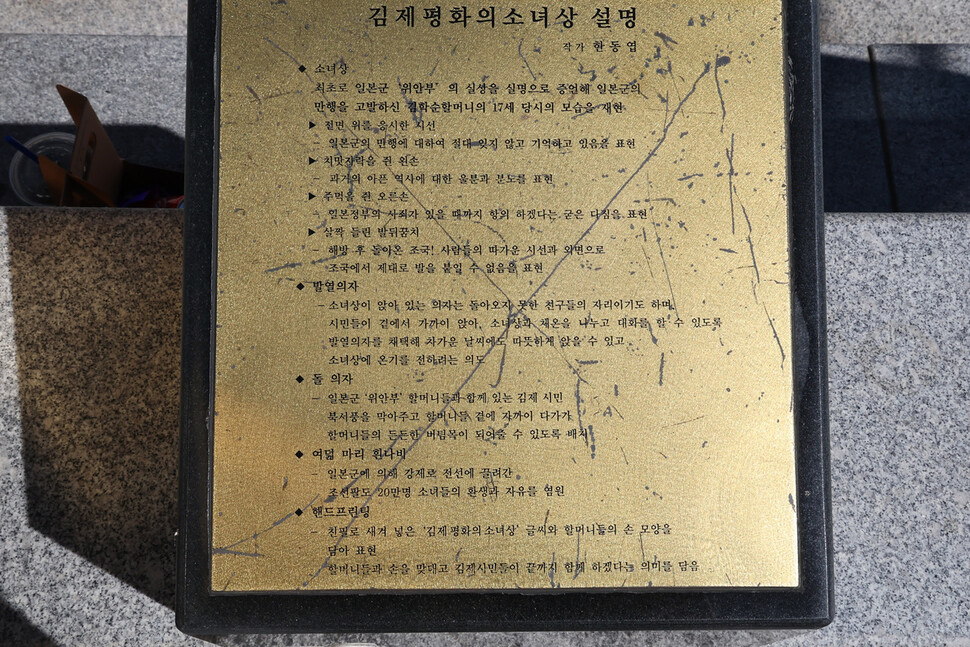 김제평화의소녀상 설명
작가 한동엽
◆ 소녀상
최초로 일본군 ‘위안부’ 의 실상을 실명으로 증언해 일본군의
만행을 고발하신 김학순할머니의 17세 당시의 모습을 재현
▶ 절면 위를 응시한 시선
– 일본군의 만행에 대하여 절대 잊지 않고 기억하고 있음을 표현
▶ 치맛자락을 쥔 왼손
– 과거의 아픈 역사에 대한 울분과 분노를 표현
▶ 주먹을 쥔 오른손
– 일본정부의 사죄가 있을 때까지 항의 하겠다는 굳은 다짐을 표현
▶ 살짝 들린 발뒤꿈치
– 해방 후 돌아온 조국! 사람들의 따가운 시선과 외면으로
조국에서 제대로 발을 붙일 수 없음을 표현
◆ 발열의자
– 소녀상이 앉아 있는 의자는 돌아오지 못한 친구들의 자리이기도 하며,
시민들이 곁에서 가까이 앉아, 소녀상과 체온을 나누고 대화를 할 수 있도록
발열의자를 채택해 차가운 날씨에도 따뜻하게 앉을 수 있고
소녀상에 온기를 전하려는 의도
◆ 돌 의자
– 일본군 ‘위안부’ 할머니들과 함께 있는 김제 시민
북서풍을 막아주고 할머니들 곁에 자까이 다가가
할머니들의 든든한 버팀목이 되어줄 수 있도록 배치
◆ 여덟 마리 흰나비
– 일본군에 의해 강제로 전선에 끌려간
조선팔도 20만명 소녀들의 환생과 자유를 염원
◆ 핸드프린팅
– 친필로 새겨 넣은 ‘김제평화의소녀상’ 글씨와 할머니들의 손 모양을
담아 표현
할머니들과 손을 맞대고 김제시민들이 끝까지 함께 하겠다는 의미를 담음